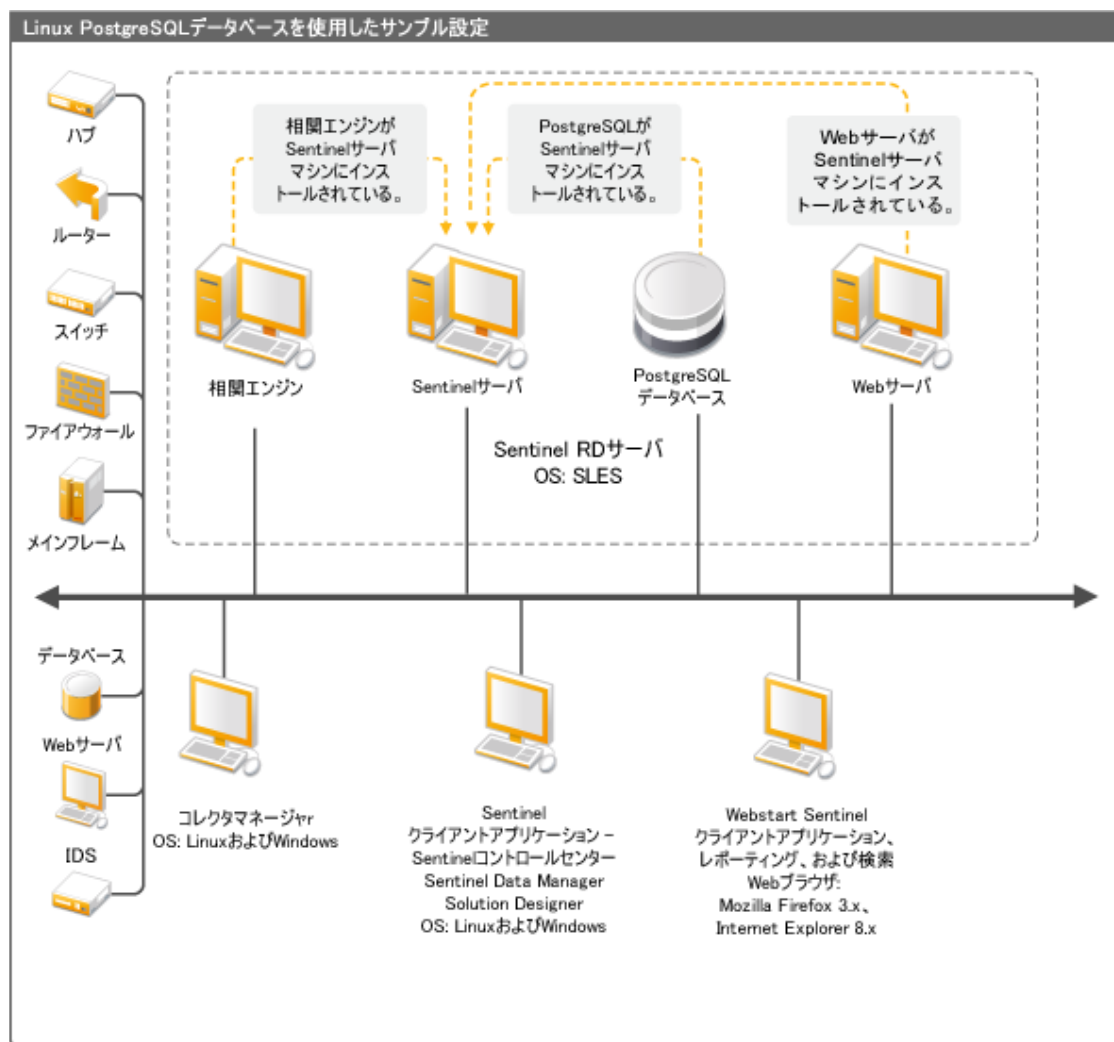 Linux PostgreSQLデータベースを使用したサンプル設定
ハブ
ルーター
スイッチ
ファイアウォール
メインフレーム
相関エンジンが
Sentinelサーバ
マシンにインス
トールされている。
PostgreSQLが
Sentinelサーバ
マシンにインス
トールされている。
Webサーバが
Sentinelサーバ
マシンにインス
トールされている。
相関エンジン
Sentinelサーバ
PostgreSQL
データベース
Webサーバ
Sentinel RDサーバ
OS: SLES
データベース
Webサーバ
IDS
コレクタマネージャr
OS: LinuxおよびWindows
Sentinel
クライアントアプリケーション –
Sentinelコントロールセンター
Sentinel Data Manager
Solution Designer
OS: LinuxおよびWindows
Webstart Sentinel
クライアントアプリケーション、
レポーティング、および検索
Webブラウザ:
Mozilla Firefox 3.x、
Internet Explorer 8.x